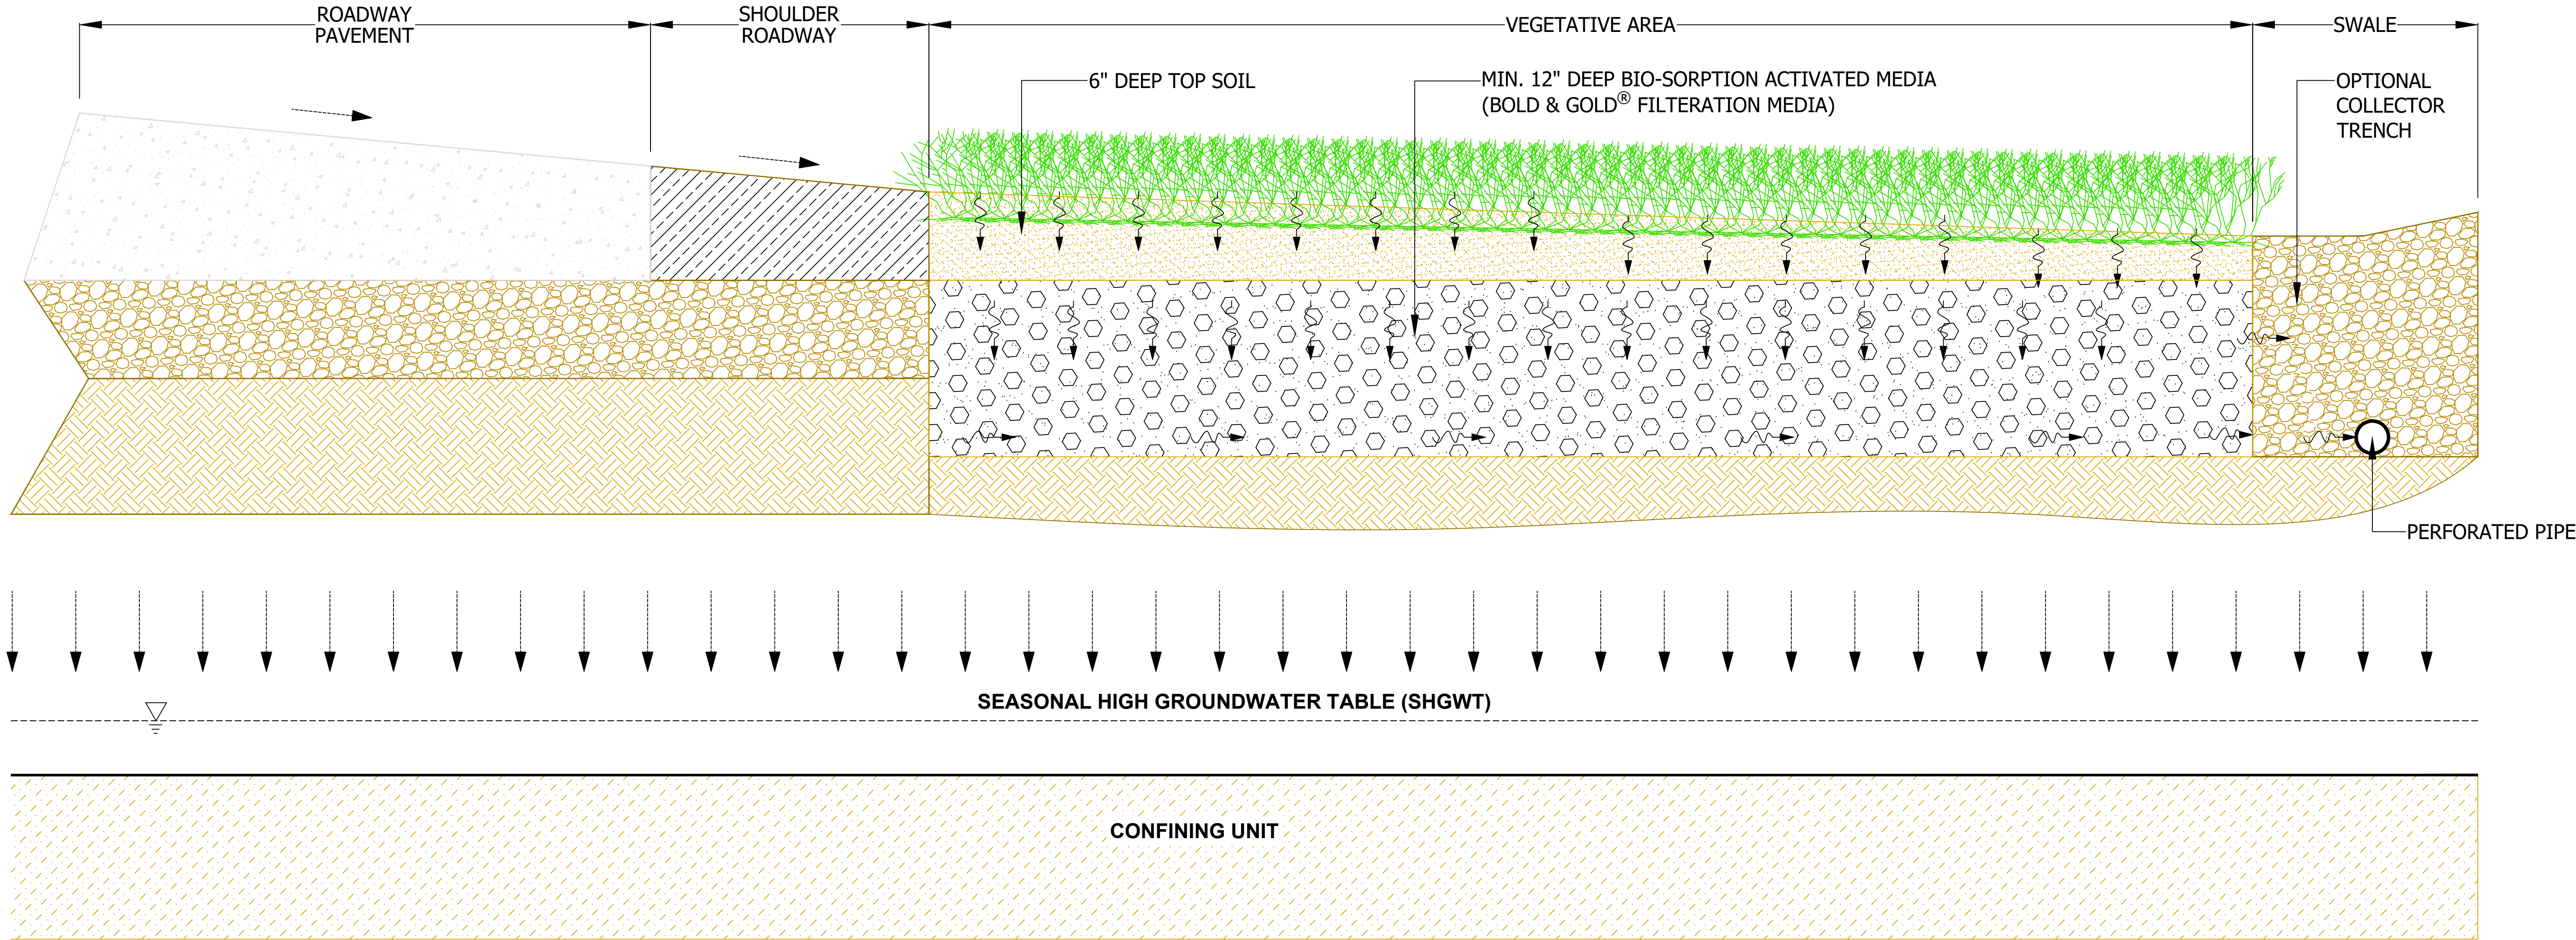 ROADWAY
PAVEMENT
SHOULDER
ROADWAY
VEGETATIVE AREA
SWALE
6" DEEP TOP SOIL
MIN. 12" DEEP BIO-SORPTION ACTIVATED MEDIA
(BOLD & GOLD® FILTERATION MEDIA)
OPTIONAL
COLLECTOR
TRENCH
PERFORATED PIPE
SEASONAL HIGH GROUNDWATER TABLE (SHGWT)
CONFINING UNIT